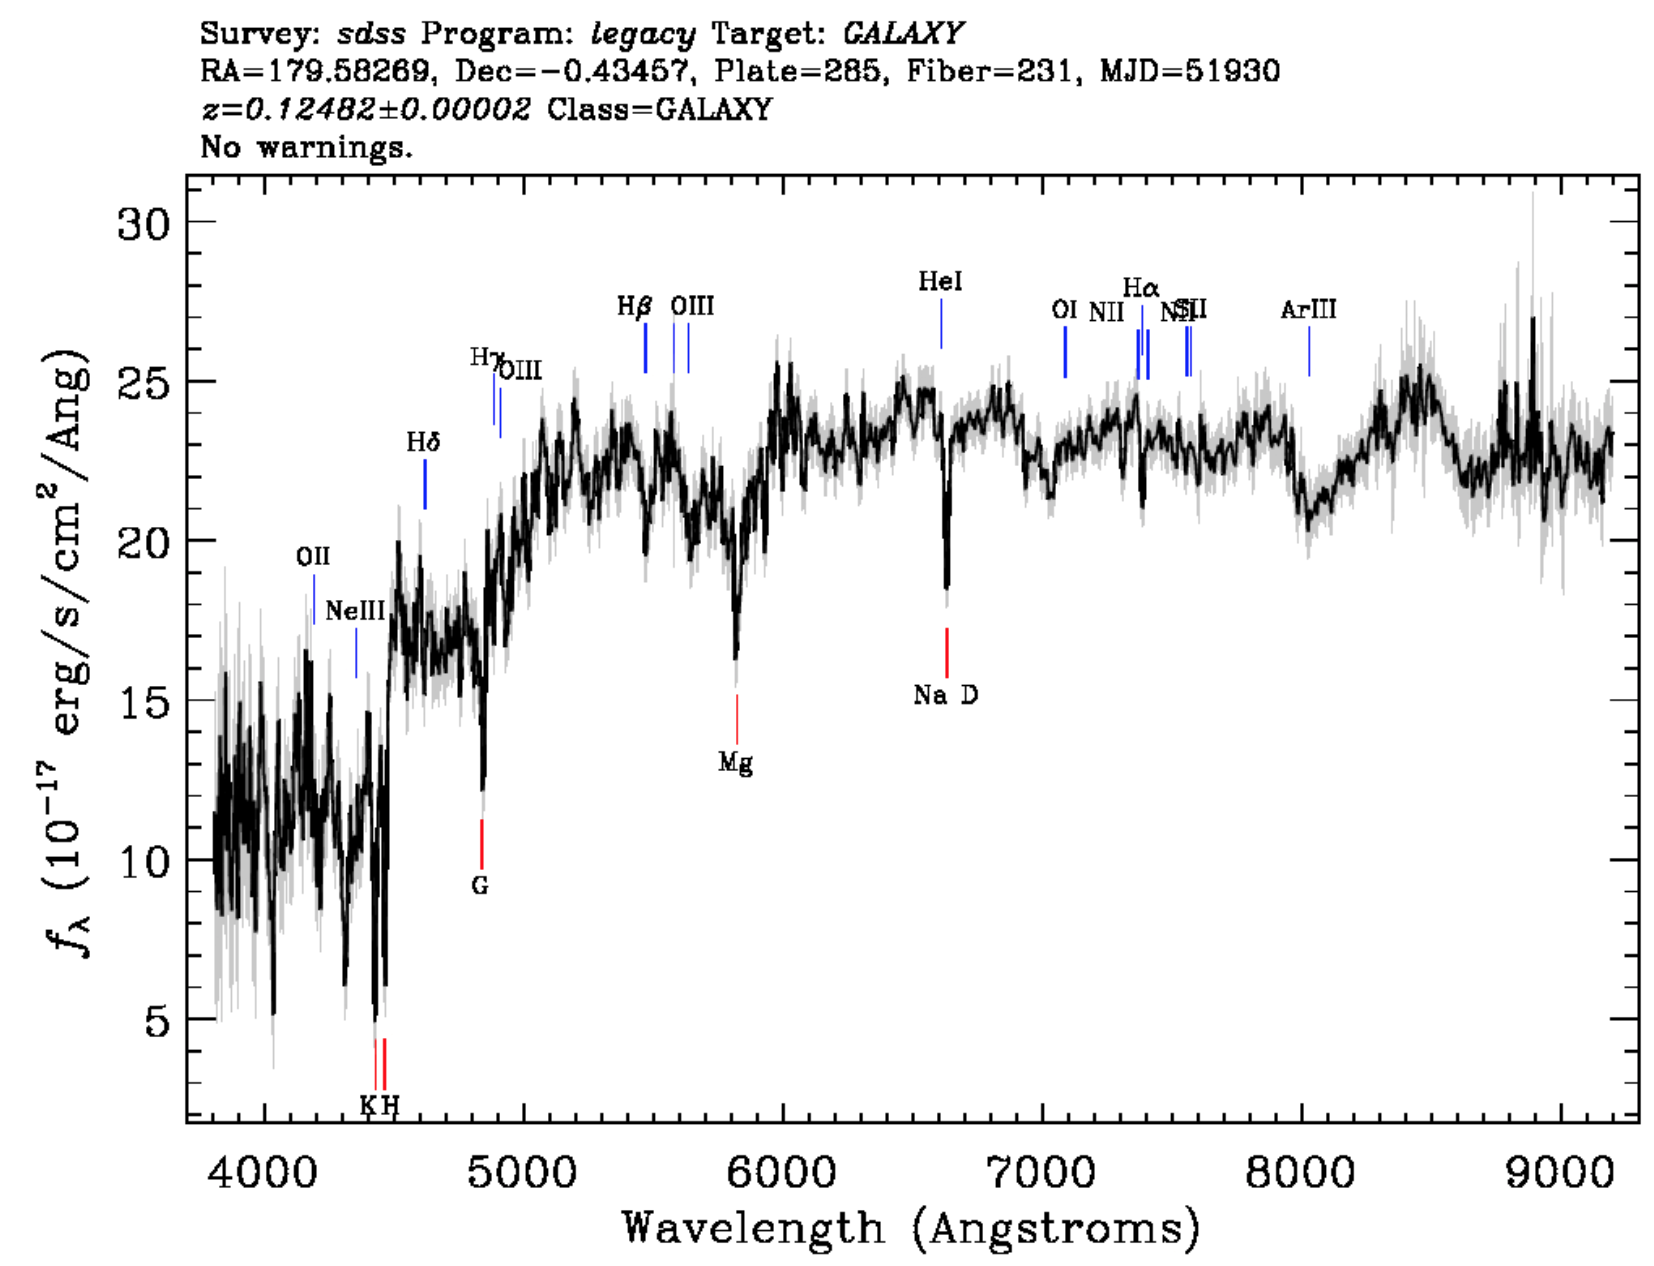 Survey: sdss Program: legacy Target: GALAXY
RA=179.58269, Dec=−0.43457, Plate=285, Fiber=231, MJD=51930
z=0.12482±0.00002 Class=GALAXY
No warnings.
30
25
20
15
10
5
f_λ (10^−17 erg/s/cm^2/Ang)
HeI
Hα
Hβ OIII
OI NII NII SII
ArIII
Hγ OIII
Hδ
OII
NeIII
Na D
Mg
G
K H
4000 5000 6000 7000 8000 9000
Wavelength (Angstroms)